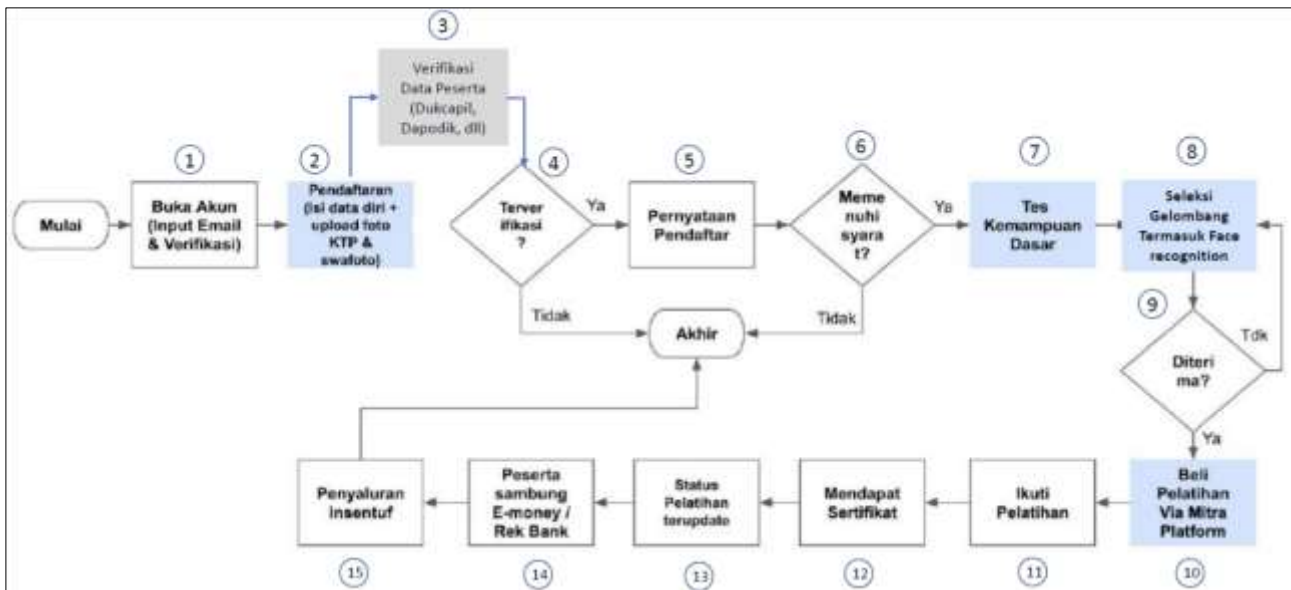 3
Verifikasi
Data Peserta
(Dukcapil,
Dapodik, dll)
1
2
4
5
6
7
8
Mulai
Buka Akun
(Input Email
& Verifikasi)
Pendaftaran
(Isi data diri +
upload foto
KTP &
swafoto)
Terver
ifikasi
?
Ya
Pernyataan
Pendaftar
Meme
nuhi
syara
t?
Ya
Tes
Kemampuan
Dasar
Seleksi
Gelombang
Termasuk Face
recognition
Tidak
Akhir
Tidak
9
Diteri
ma?
Tdk
Ya
Penyaluran
insentuf
Peserta
sambung
E-money /
Rek Bank
Status
Pelatihan
terupdate
Mendapat
Sertifikat
Ikuti
Pelatihan
Beli
Pelatihan
Via Mitra
Platform
15
14
13
12
11
10